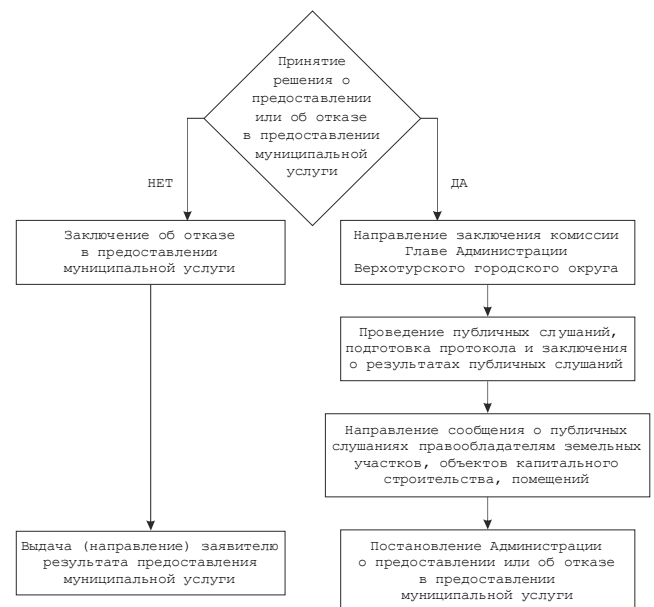 Принятие
решения о
предоставлении
или об отказе
в предоставлении
муниципальной
услуги
НЕТ
ДА
Заключение об отказе
в предоставлении
муниципальной услуги
Направление заключения комиссии
Главе Администрации
Верхотурского городского округа
Проведение публичных слушаний,
подготовка протокола и заключения
о результатах публичных слушаний
Направление сообщения о публичных
слушаниях правообладателям земельных
участков, объектов капитального
строительства, помещений
Выдача (направление) заявителю
результата предоставления
муниципальной услуги
Постановление Администрации
о предоставлении или об отказе
в предоставлении
муниципальной услуги